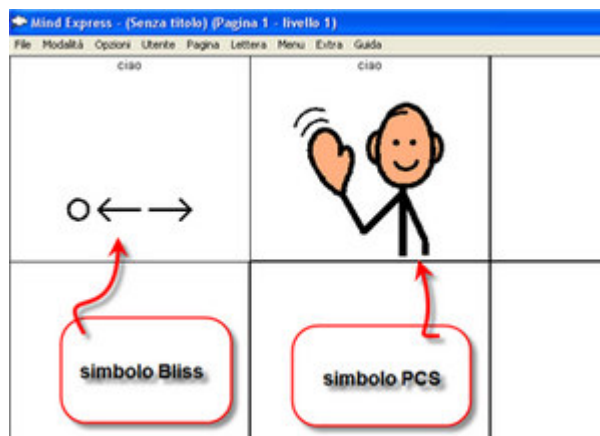 Mind Express - (Senza titolo) (Pagina 1 - livello 1)
File Modalità Opzioni Utente Pagina Lettera Menu Extra Guida
ciao ciao
simbolo Bliss simbolo PCS